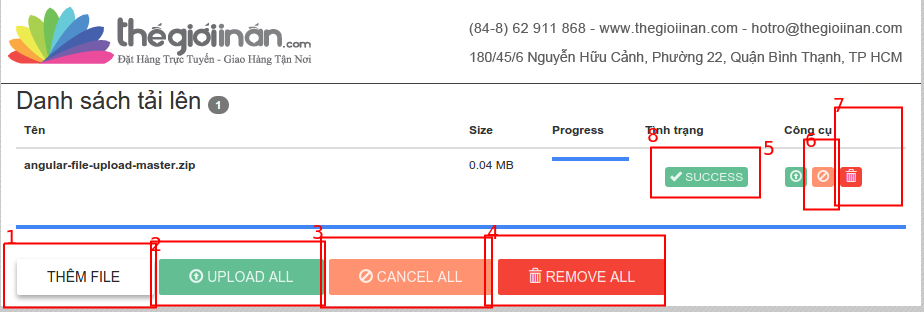 thếgiớiinấn.com
Đặt Hàng Trực Tuyến - Giao Hàng Tận Nơi
(84-8) 62 911 868 - www.thegioiinan.com - hotro@thegioiinan.com
180/45/6 Nguyễn Hữu Cảnh, Phường 22, Quận Bình Thạnh, TP HCM
Danh sách tải lên 1
7
Tên Size Progress Tình trạng Công cụ
8 5 6
angular-file-upload-master.zip 0.04 MB SUCCESS
1 2 3 4
THÊM FILE UPLOAD ALL CANCEL ALL REMOVE ALL